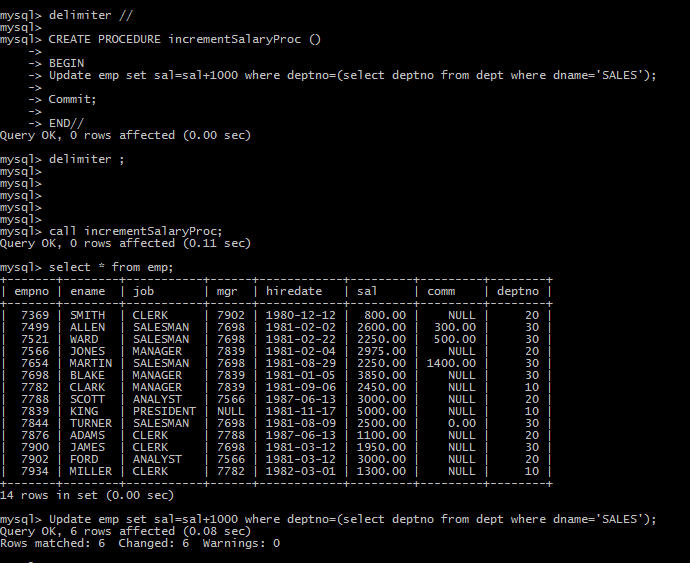 mysql> delimiter //
mysql>
mysql> CREATE PROCEDURE incrementSalaryProc ()
    ->
    -> BEGIN
    -> Update emp set sal=sal+1000 where deptno=(select deptno from dept where dname='SALES');
    ->
    -> Commit;
    ->
    -> END//
Query OK, 0 rows affected (0.00 sec)

mysql> delimiter ;
mysql>
mysql>
mysql>
mysql>
mysql>
mysql> call incrementSalaryProc;
Query OK, 0 rows affected (0.11 sec)

mysql> select * from emp;
+-------+--------+-----------+------+------------+---------+---------+--------+
| empno | ename  | job       | mgr  | hiredate   | sal     | comm    | deptno |
+-------+--------+-----------+------+------------+---------+---------+--------+
|  7369 | SMITH  | CLERK     | 7902 | 1980-12-12 |  800.00 |    NULL |     20 |
|  7499 | ALLEN  | SALESMAN  | 7698 | 1981-02-02 | 2600.00 |  300.00 |     30 |
|  7521 | WARD   | SALESMAN  | 7698 | 1981-02-22 | 2250.00 |  500.00 |     30 |
|  7566 | JONES  | MANAGER   | 7839 | 1981-02-04 | 2975.00 |    NULL |     20 |
|  7654 | MARTIN | SALESMAN  | 7698 | 1981-08-29 | 2250.00 | 1400.00 |     30 |
|  7698 | BLAKE  | MANAGER   | 7839 | 1981-01-05 | 3850.00 |    NULL |     30 |
|  7782 | CLARK  | MANAGER   | 7839 | 1981-09-06 | 2450.00 |    NULL |     10 |
|  7788 | SCOTT  | ANALYST   | 7566 | 1987-06-13 | 3000.00 |    NULL |     20 |
|  7839 | KING   | PRESIDENT | NULL | 1981-11-17 | 5000.00 |    NULL |     10 |
|  7844 | TURNER | SALESMAN  | 7698 | 1981-08-09 | 2500.00 |    0.00 |     30 |
|  7876 | ADAMS  | CLERK     | 7788 | 1987-06-13 | 1100.00 |    NULL |     20 |
|  7900 | JAMES  | CLERK     | 7698 | 1981-03-12 | 1950.00 |    NULL |     30 |
|  7902 | FORD   | ANALYST   | 7566 | 1981-03-12 | 3000.00 |    NULL |     20 |
|  7934 | MILLER | CLERK     | 7782 | 1982-03-01 | 1300.00 |    NULL |     10 |
+-------+--------+-----------+------+------------+---------+---------+--------+
14 rows in set (0.00 sec)

mysql> Update emp set sal=sal+1000 where deptno=(select deptno from dept where dname='SALES');
Query OK, 6 rows affected (0.08 sec)
Rows matched: 6  Changed: 6  Warnings: 0